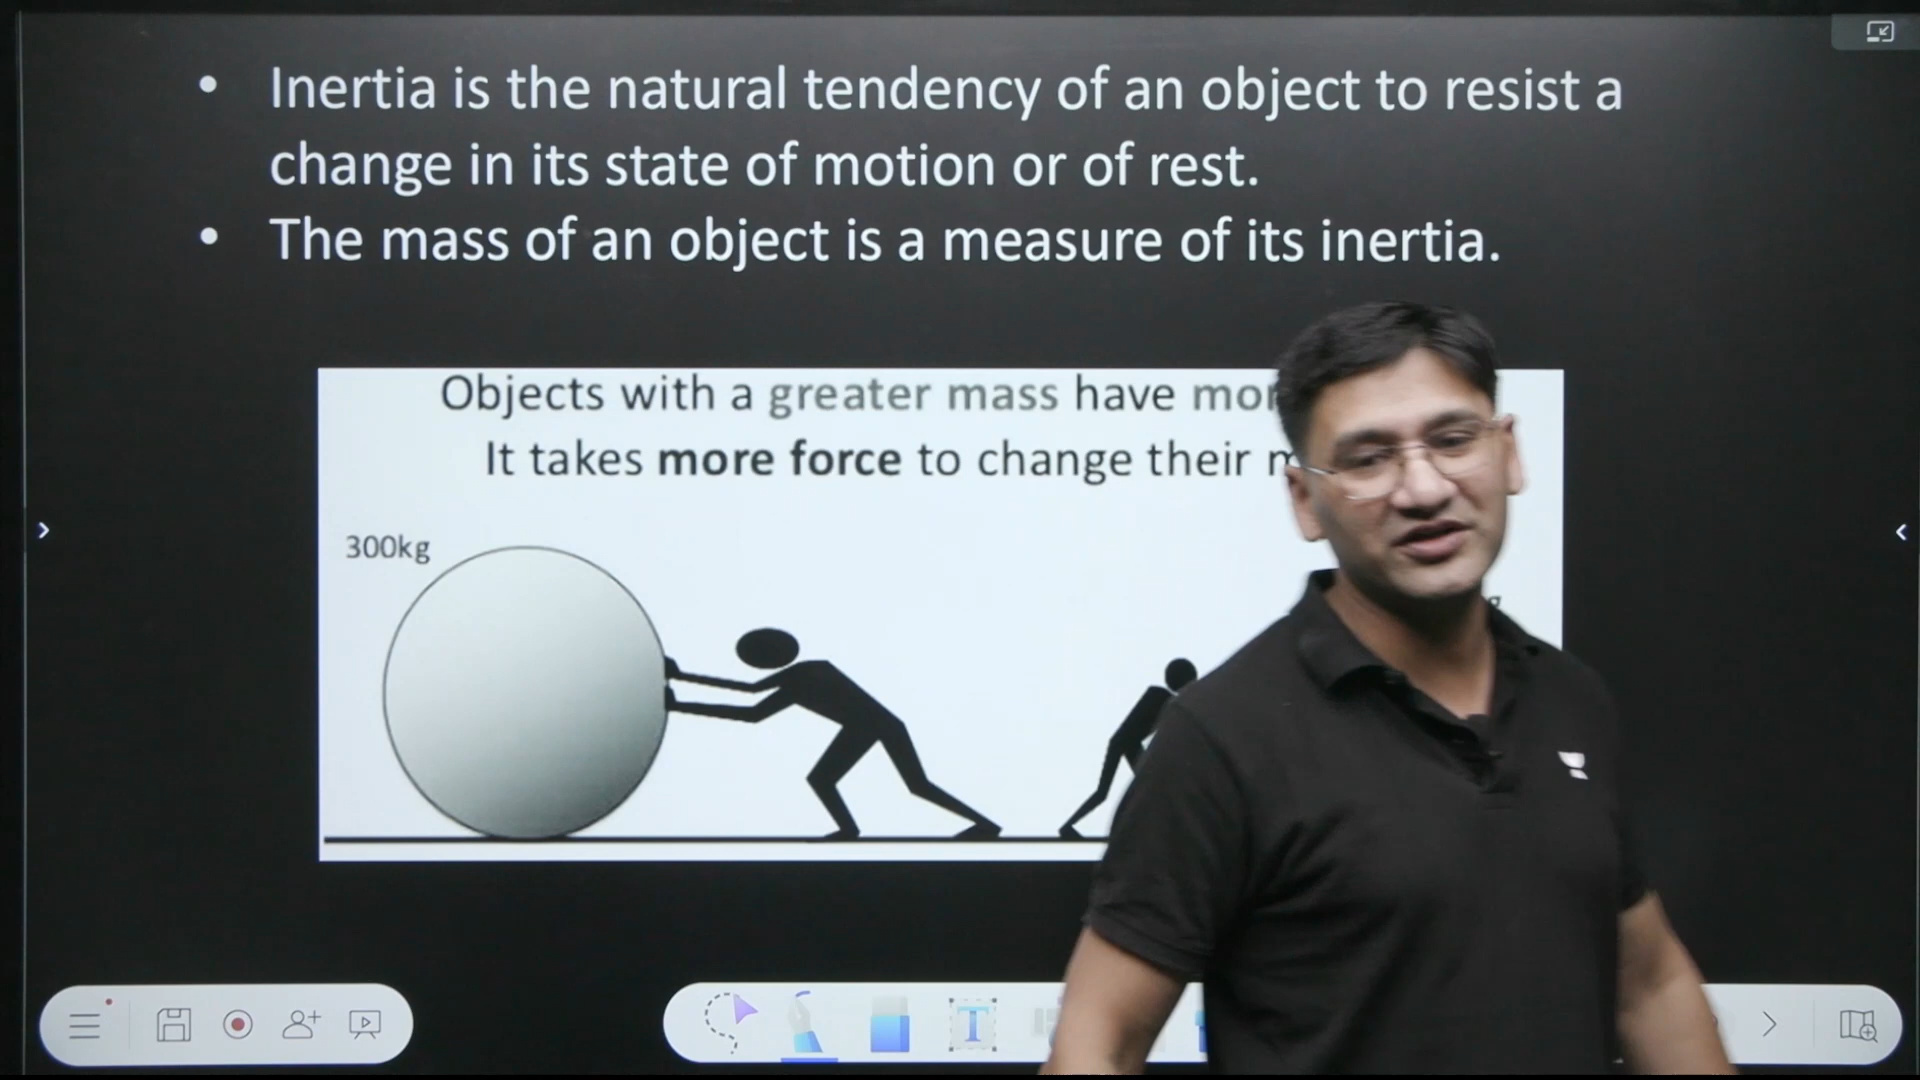 • Inertia is the natural tendency of an object to resist a
change in its state of motion or of rest.
• The mass of an object is a measure of its inertia.
Objects with a greater mass have
It takes more force to change their
300kg
T